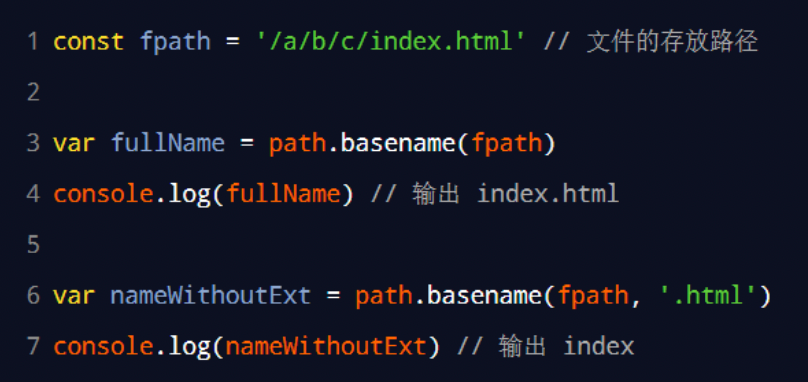 1 const fpath = '/a/b/c/index.html' // 文件的存放路径
2
3 var fullName = path.basename(fpath)
4 console.log(fullName) // 输出 index.html
5
6 var nameWithoutExt = path.basename(fpath, '.html')
7 console.log(nameWithoutExt) // 输出 index